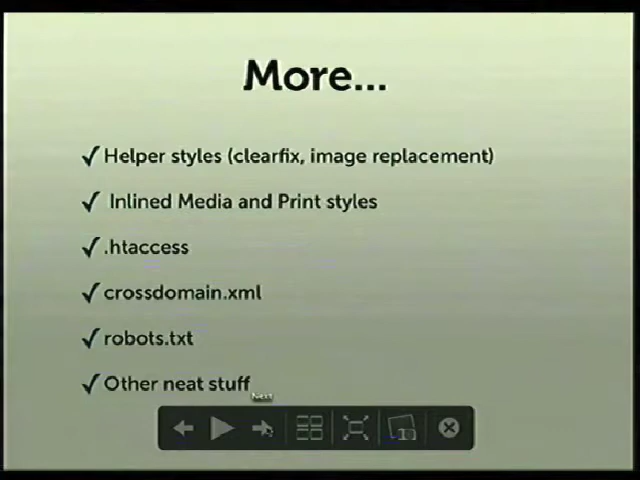 More...
✓Helper styles (clearfix, image replacement)
✓ Inlined Media and Print styles
✓.htaccess
✓crossdomain.xml
✓robots.txt
✓Other neat stuff
Next